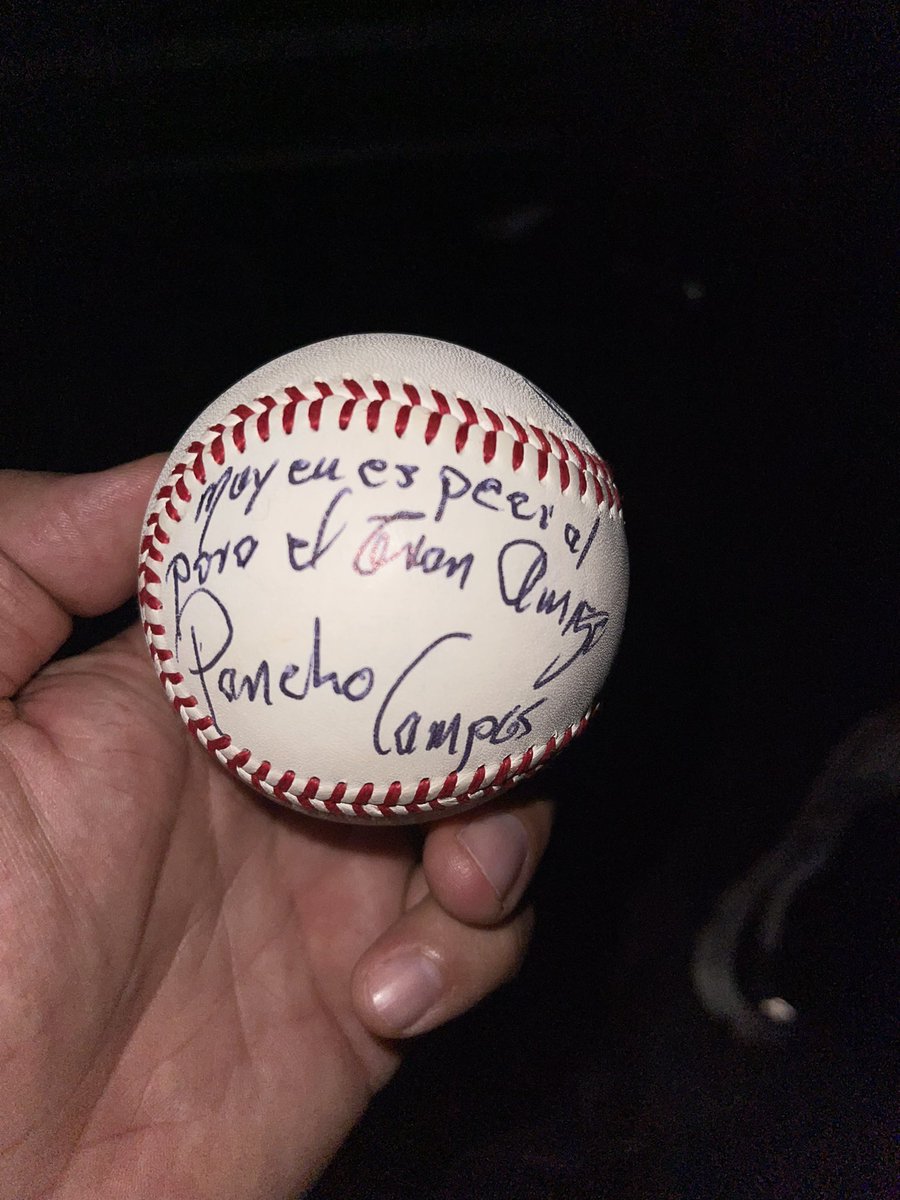 Muy en especial
para el Gran Amigo
Pancho Campos